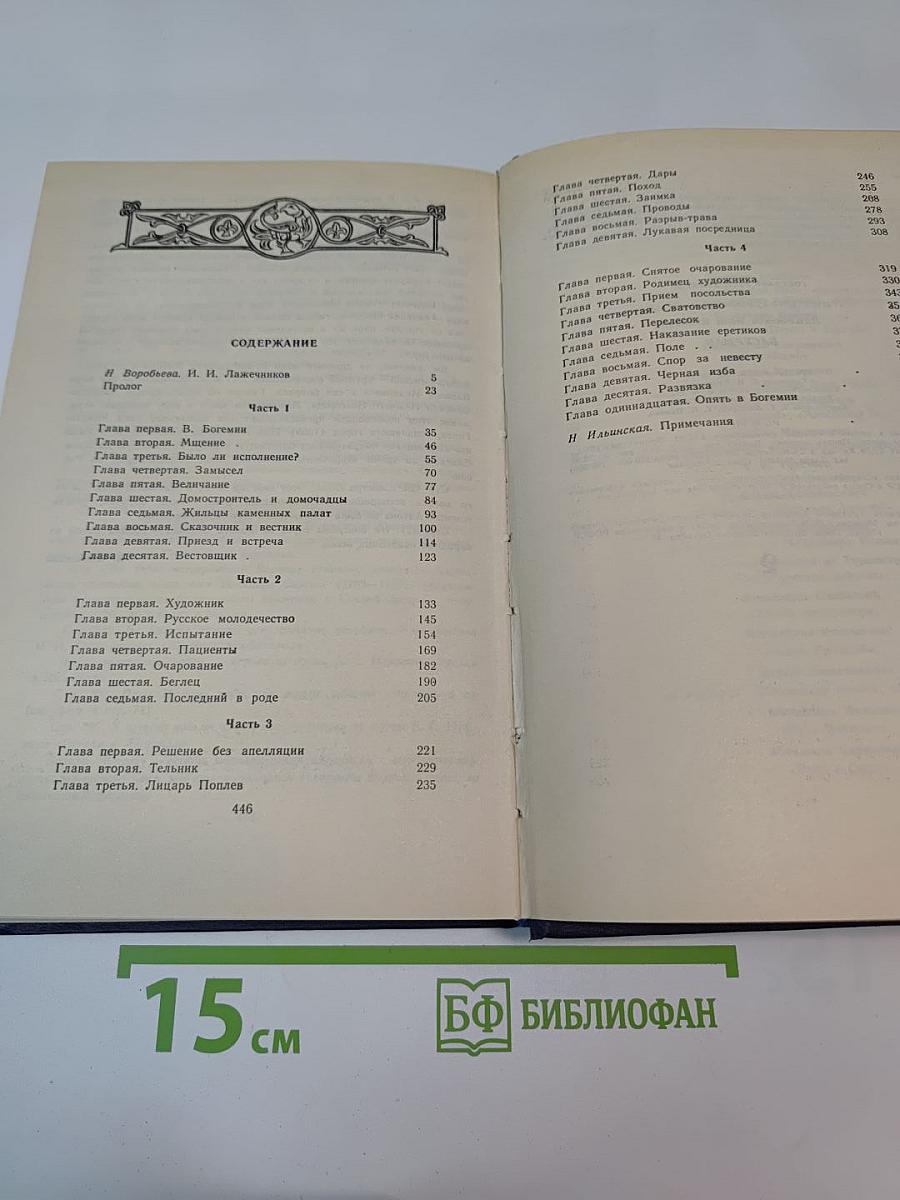 СОДЕРЖАНИЕ
Н Воробьева. И. И. Лажечников 5
Пролог 23
Часть 1
Глава первая. В. Богемии 35
Глава вторая. Мщение . 46
Глава третья. Было ли исполнение? 55
Глава четвертая. Замысел 70
Глава пятая. Величание 77
Глава шестая. Домостроитель и домочадцы 84
Глава седьмая. Жильцы каменных палат 93
Глава восьмая. Сказочник и вестник 100
Глава девятая. Приезд и встреча 114
Глава десятая. Вестовщик . 123
Часть 2
Глава первая. Художник 133
Глава вторая. Русское молодечество 145
Глава третья. Испытание 154
Глава четвертая. Пациенты 169
Глава пятая. Очарование 182
Глава шестая. Беглец 190
Глава седьмая. Последний в роде 205
Часть 3
Глава первая. Решение без апелляции 221
Глава вторая. Тельник 229
Глава третья. Лицарь Поплев 235
446
Глава четвертая. Дары 246
Глава пятая. Поход 255
Глава шестая. Заимка 268
Глава седьмая. Проводы 278
Глава восьмая. Разрыв-трава 293
Глава девятая. Лукавая посредница 308
Часть 4
Глава первая. Снятое очарование 319
Глава вторая. Родимец художника 330
Глава третья. Прием посольства 343
Глава четвертая. Сватовство
Глава пятая. Перелесок
Глава шестая. Наказание еретиков
Глава седьмая. Поле . .
Глава восьмая. Спор за невесту
Глава девятая. Черная изба
Глава десятая. Развязка
Глава одиннадцатая. Опять в Богемии
Н Ильинская. Примечания
15 см
БФ БИБЛИОФАН